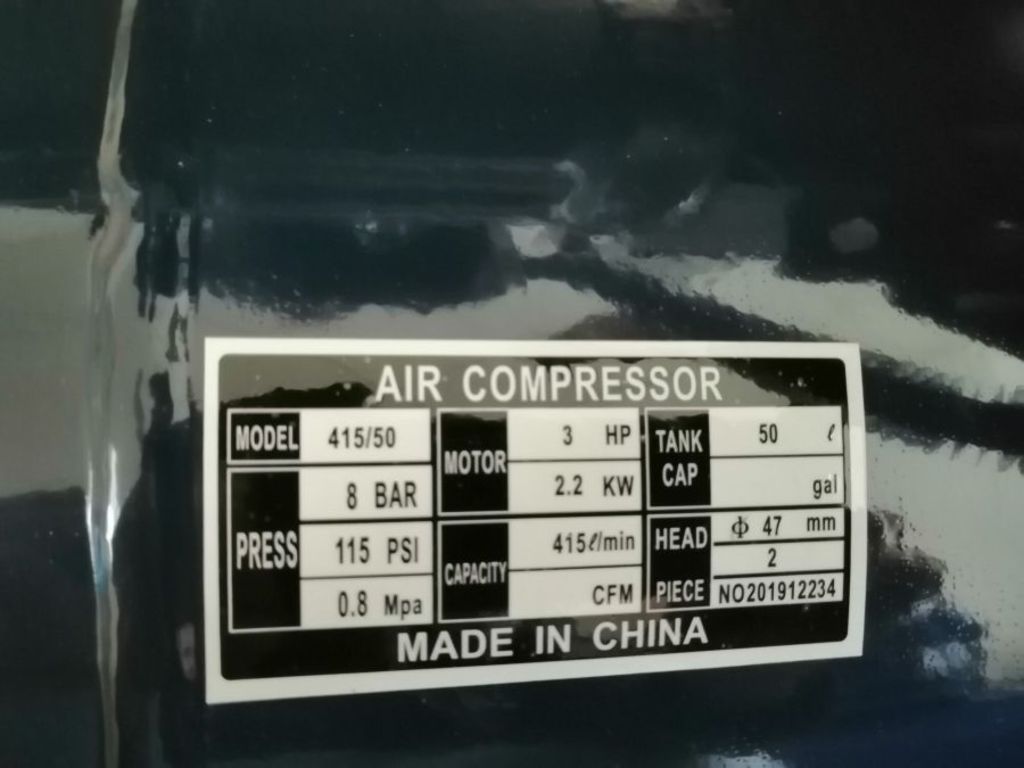 AIR COMPRESSOR
MODEL 415/50
PRESS 8 BAR
115 PSI
0.8 Mpa
MOTOR 3 HP
2.2 KW
CAPACITY 415ℓ/min
CFM
TANK CAP 50 ℓ
gal
HEAD Φ 47 mm
2
PIECE NO201912234
MADE IN CHINA